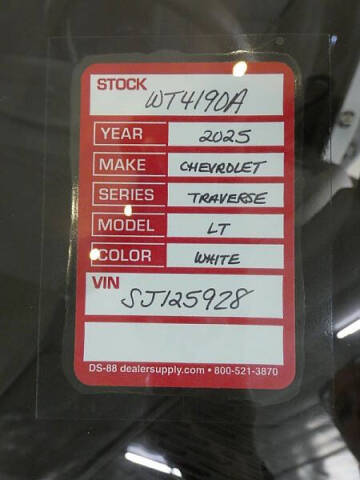 STOCK
WT4190A
YEAR 2025
MAKE CHEVROLET
SERIES TRAVERSE
MODEL LT
COLOR WHITE
VIN
SJ125928
DS-88 dealersupply.com • 800-521-3870